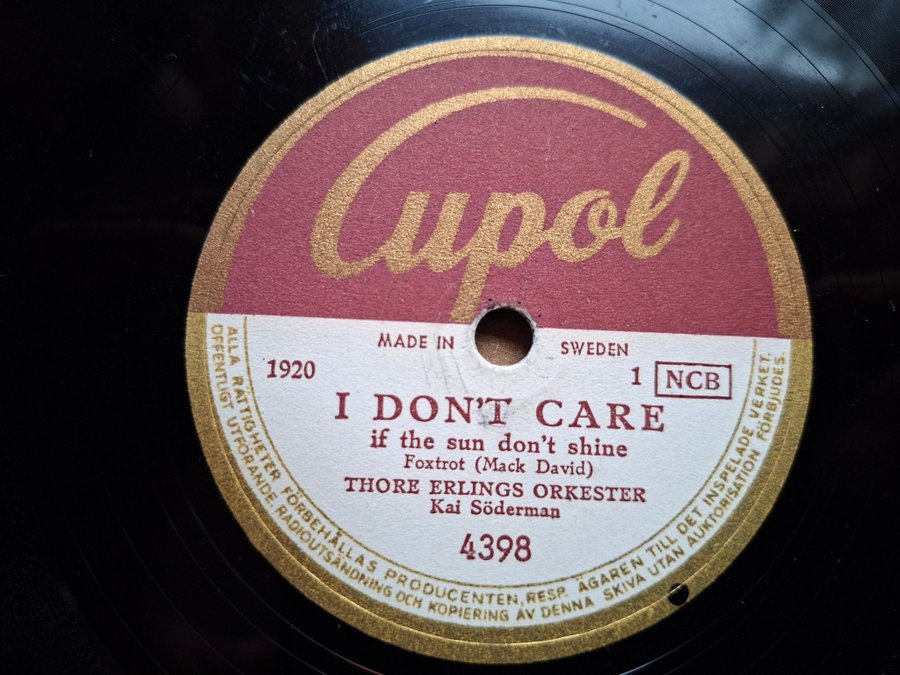 Cupol
MADE IN SWEDEN
1920 1 NCB
I DON'T CARE
if the sun don't shine
Foxtrot (Mack David)
THORE ERLINGS ORKESTER
Kai Söderman
4398
ALLA RÄTTIGHETER FÖRBEHÅLLAS PRODUCENTEN, RESP. ÄGAREN TILL DET INSPELADE VERKET.
OFFENTLIGT UTFÖRANDE, RADIOUTSÄNDNING OCH KOPIERING AV DENNA SKIVA UTAN AUKTORISATION FÖRBJUDES.